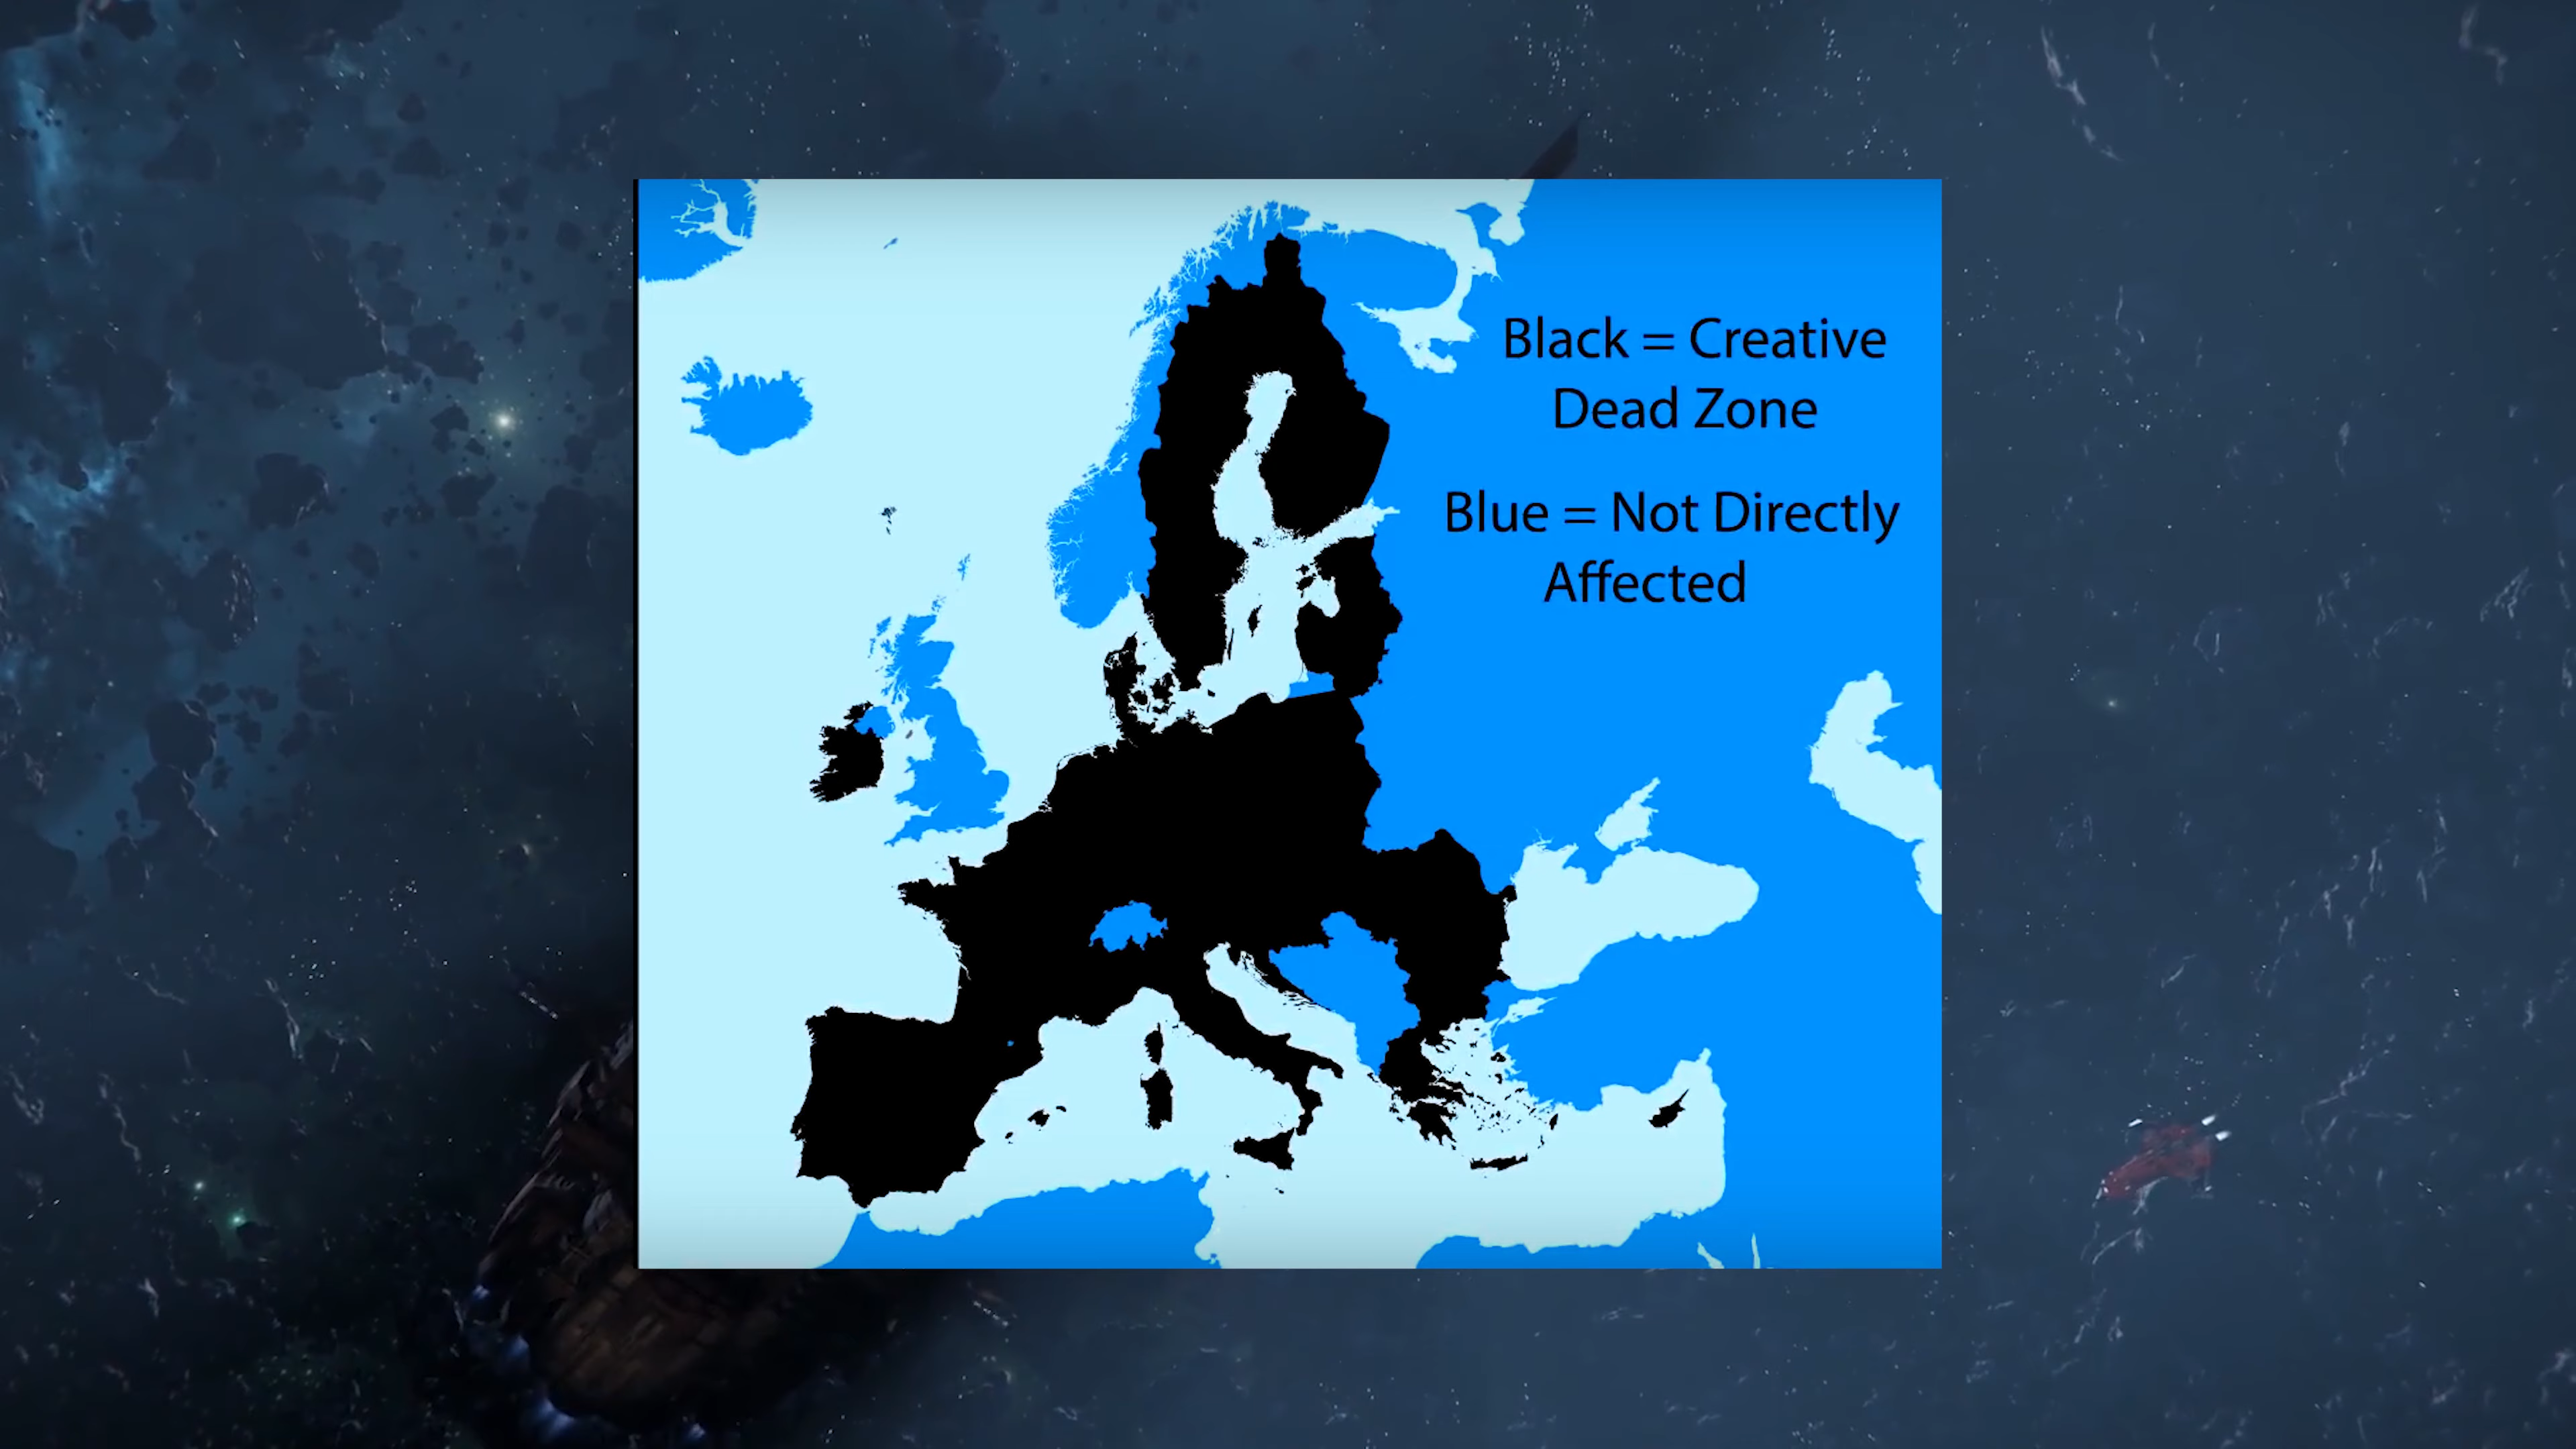 Black = Creative
Dead Zone
Blue = Not Directly
Affected